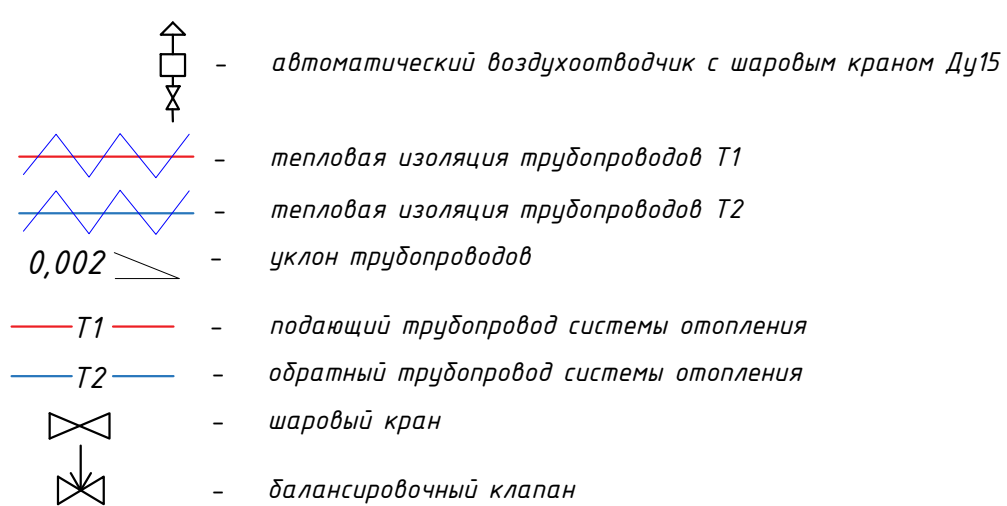 - автоматический воздухоотводчик с шаровым краном Ду15
- тепловая изоляция трубопроводов Т1
- тепловая изоляция трубопроводов Т2
0,002 - уклон трубопроводов
Т1 - подающий трубопровод системы отопления
Т2 - обратный трубопровод системы отопления
- шаровый кран
- балансировочный клапан